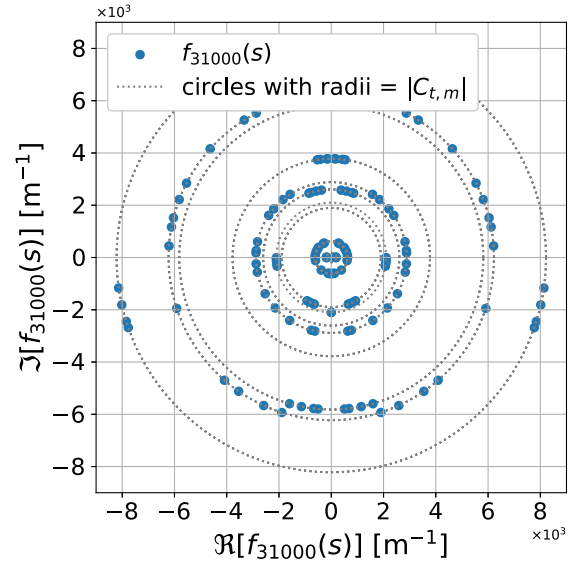 ×10³
f₃₁₀₀₀(s)
circles with radii = |Cₜ,ₘ|
8
6
4
2
0
−2
−4
−6
−8
ℑ[f₃₁₀₀₀(s)] [m⁻¹]
−8 −6 −4 −2 0 2 4 6 8
×10³
ℜ[f₃₁₀₀₀(s)] [m⁻¹]